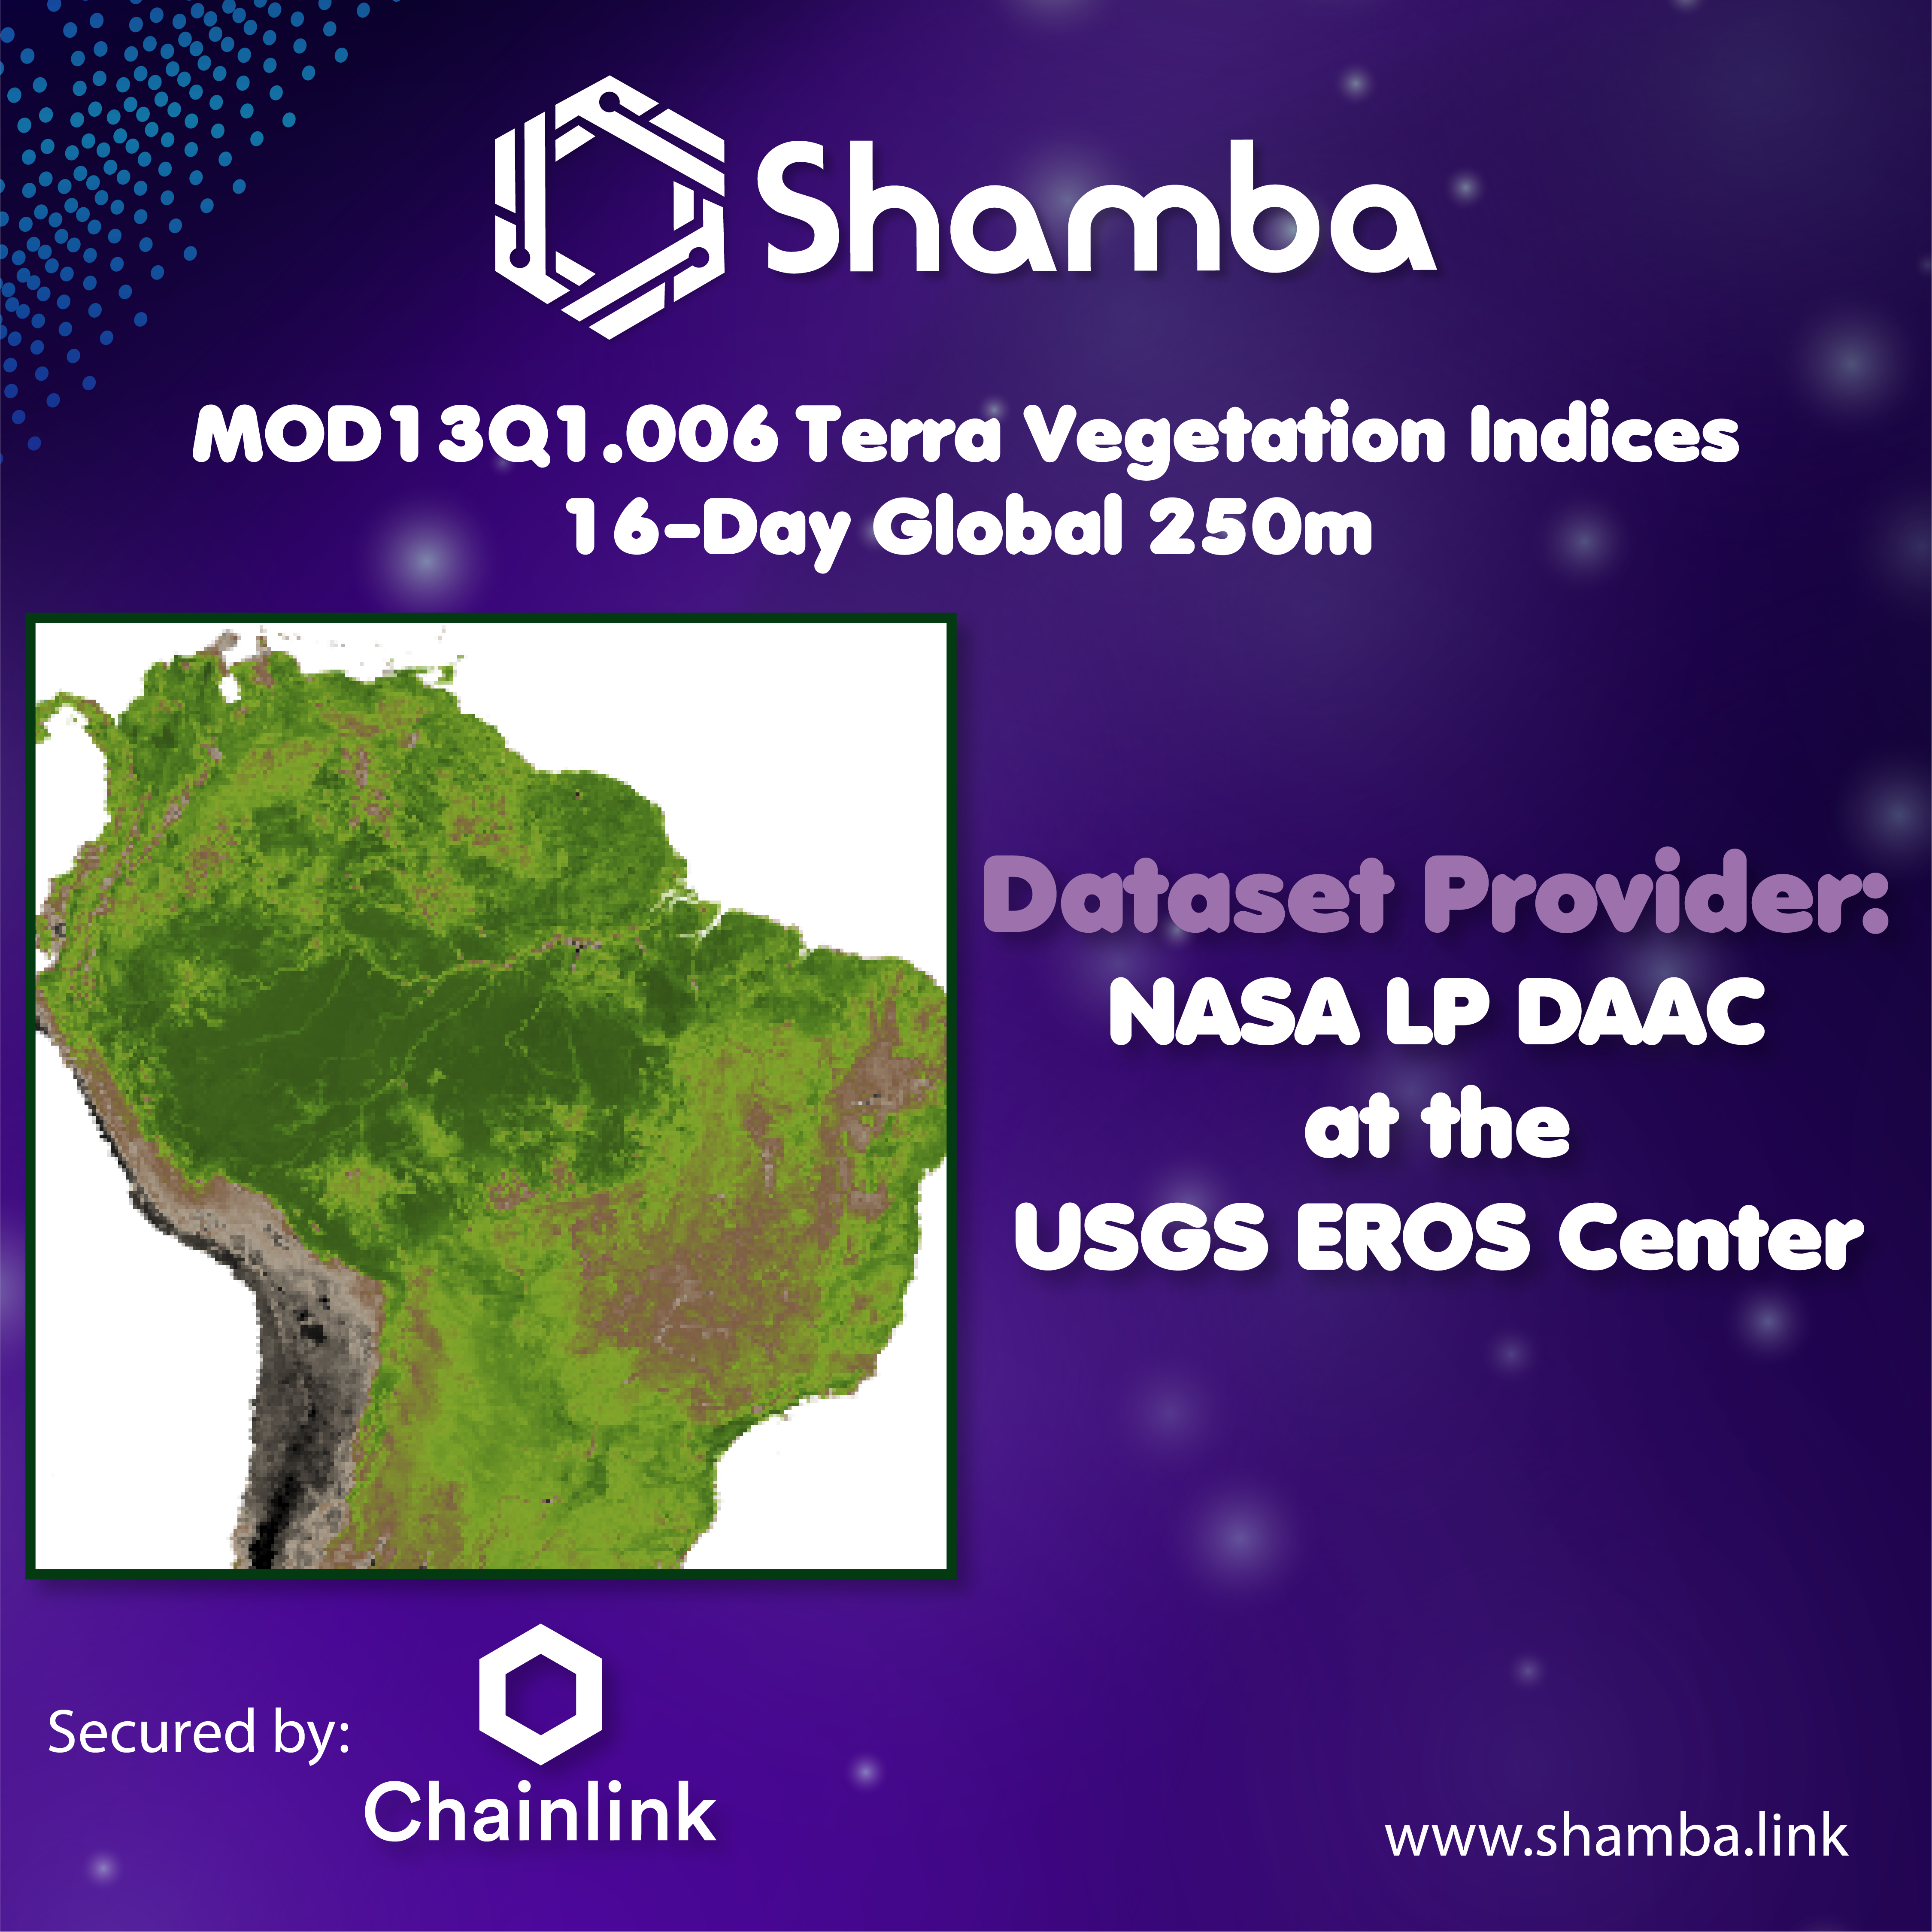 Shamba
MOD13Q1.006 Terra Vegetation Indices
16-Day Global 250m
Dataset Provider:
NASA LP DAAC
at the
USGS EROS Center
Secured by:
Chainlink
www.shamba.link